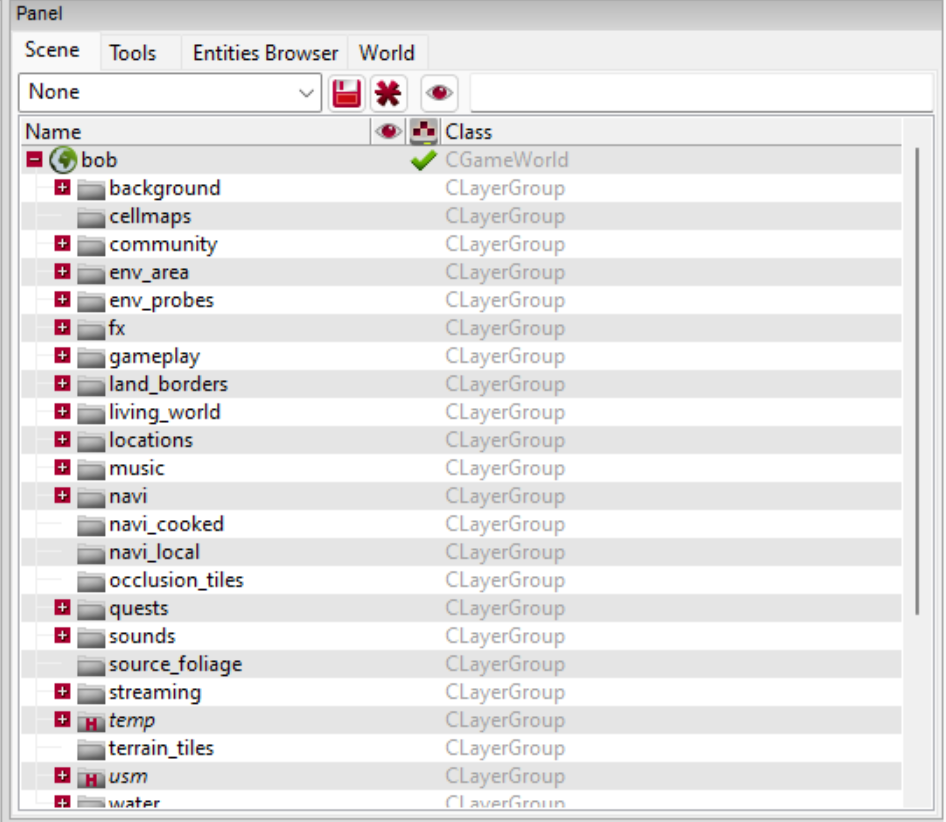 Panel
Scene Tools Entities Browser World
None
Name Class
bob CGameWorld
background CLayerGroup
cellmaps CLayerGroup
community CLayerGroup
env_area CLayerGroup
env_probes CLayerGroup
fx CLayerGroup
gameplay CLayerGroup
land_borders CLayerGroup
living_world CLayerGroup
locations CLayerGroup
music CLayerGroup
navi CLayerGroup
navi_cooked CLayerGroup
navi_local CLayerGroup
occlusion_tiles CLayerGroup
quests CLayerGroup
sounds CLayerGroup
source_foliage CLayerGroup
streaming CLayerGroup
H temp CLayerGroup
terrain_tiles CLayerGroup
H usm CLayerGroup
water CLayerGroup